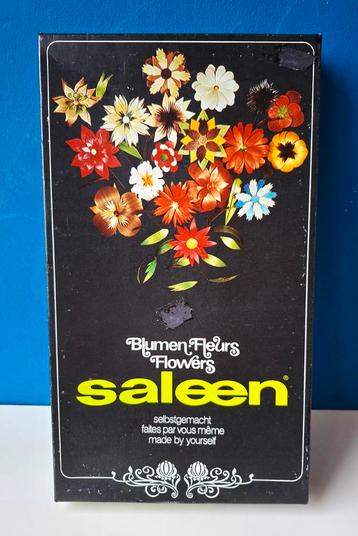 Blumen·Fleurs
Flowers
saleen®
selbstgemacht
faites par vous même
made by yourself